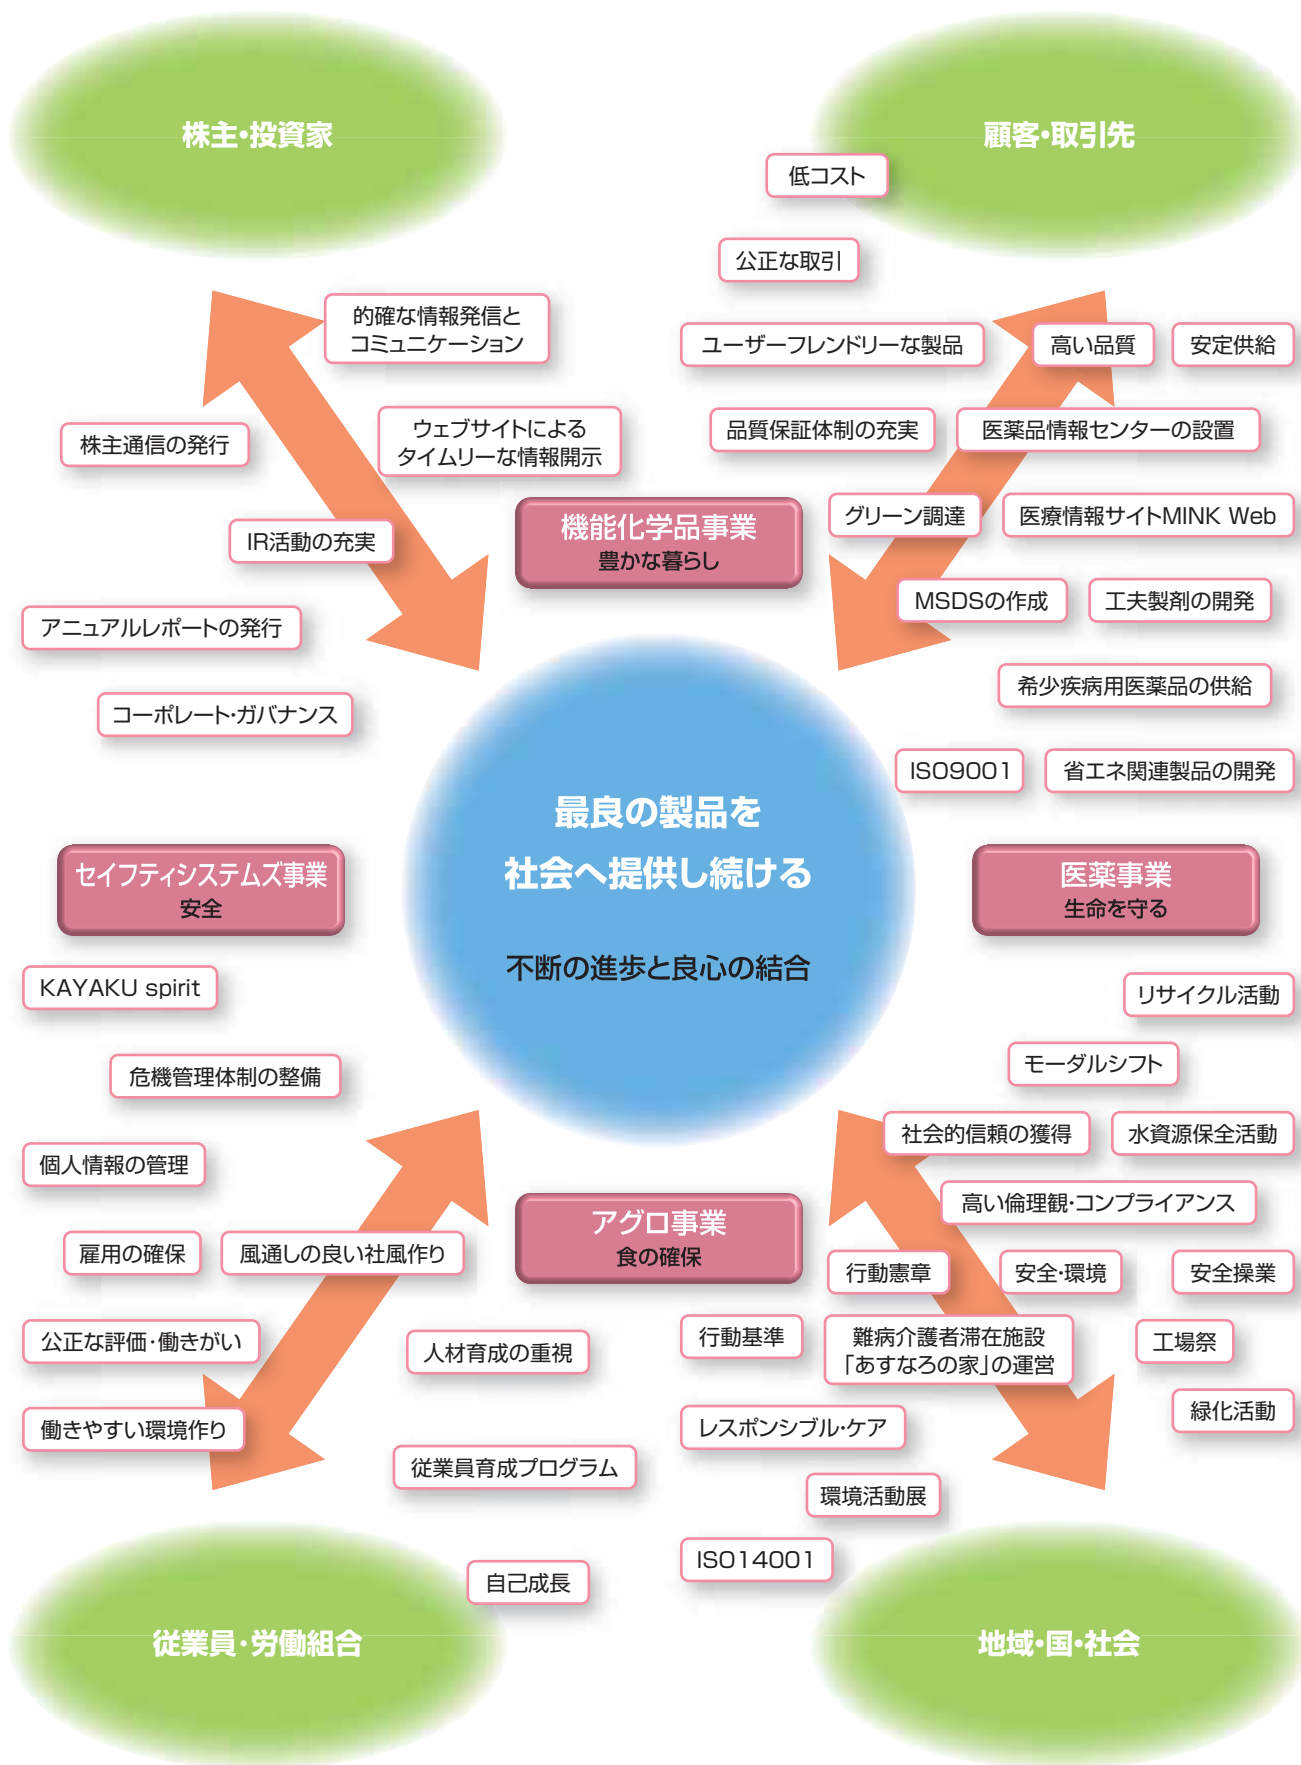 株主・投資家
顧客・取引先
低コスト
公正な取引
的確な情報発信と
コミュニケーション
ユーザーフレンドリーな製品
高い品質
安定供給
株主通信の発行
ウェブサイトによる
タイムリーな情報開示
品質保証体制の充実
医薬品情報センターの設置
IR活動の充実
機能化学品事業
豊かな暮らし
グリーン調達
医療情報サイトMINK Web
アニュアルレポートの発行
MSDSの作成
工夫製剤の開発
コーポレート・ガバナンス
希少疾病用医薬品の供給
ISO9001
省エネ関連製品の開発
最良の製品を
社会へ提供し続ける
不断の進歩と良心の結合
セイフティシステムズ事業
安全
医薬事業
生命を守る
KAYAKU spirit
リサイクル活動
危機管理体制の整備
モーダルシフト
個人情報の管理
社会的信頼の獲得
水資源保全活動
高い倫理観・コンプライアンス
雇用の確保
風通しの良い社風作り
アグロ事業
食の確保
行動憲章
安全・環境
安全操業
公正な評価・働きがい
人材育成の重視
行動基準
難病介護者滞在施設
「あすなろの家」の運営
工場祭
働きやすい環境作り
レスポンシブル・ケア
緑化活動
従業員育成プログラム
環境活動展
ISO14001
自己成長
従業員・労働組合
地域・国・社会